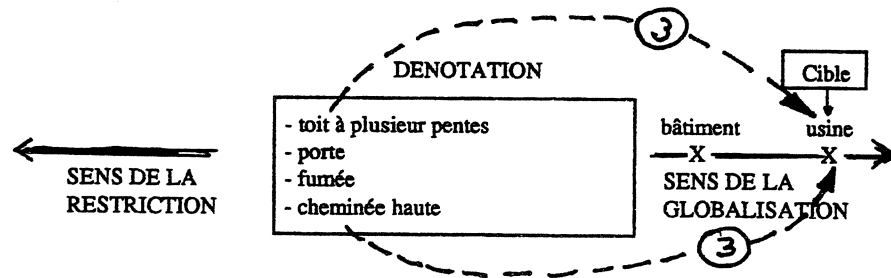 3
DENOTATION
Cible
- toit à plusieur pentes
bâtiment usine
- porte
X X
SENS DE LA
RESTRICTION
- fumée
SENS DE LA
GLOBALISATION
- cheminée haute
3